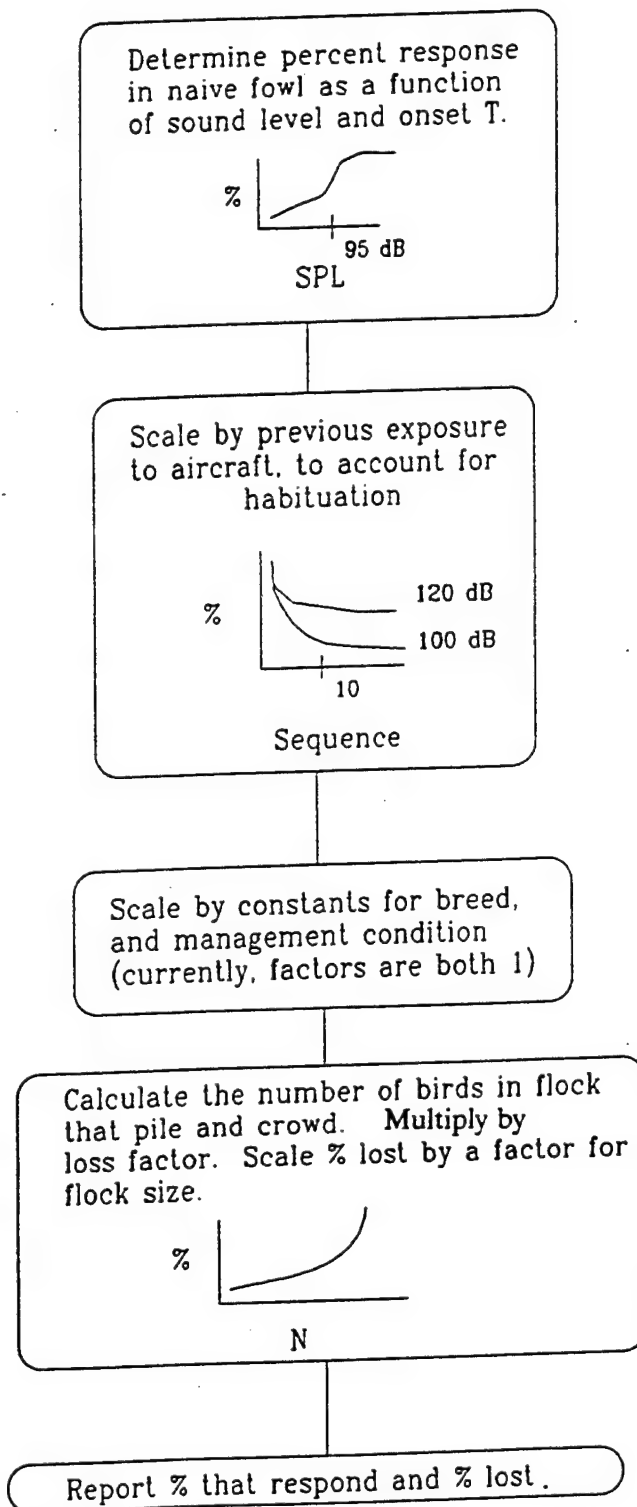 Determine percent response
in naive fowl as a function
of sound level and onset T.
%
95 dB
SPL
Scale by previous exposure
to aircraft, to account for
habituation
%
120 dB
100 dB
10
Sequence
Scale by constants for breed,
and management condition
(currently, factors are both 1)
Calculate the number of birds in flock
that pile and crowd. Multiply by
loss factor. Scale % lost by a factor for
flock size.
%
N
Report % that respond and % lost.